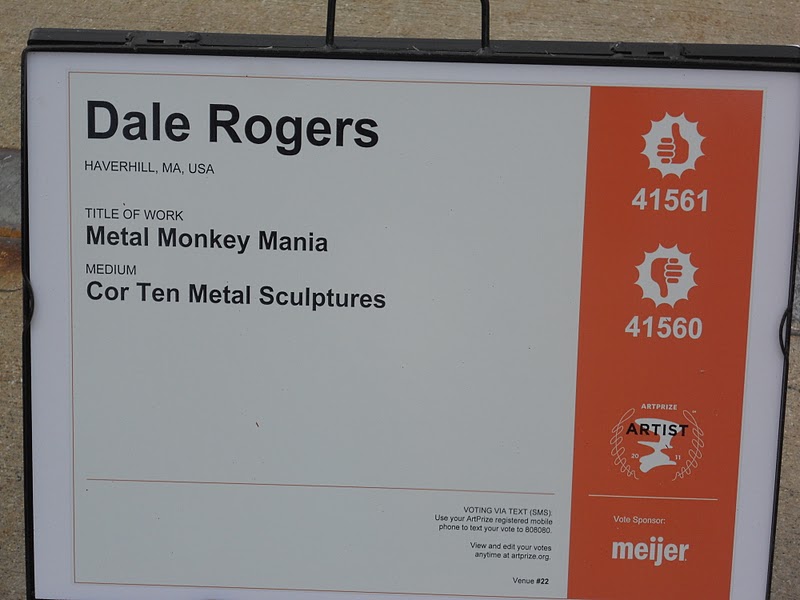 Dale Rogers
HAVERHILL, MA, USA
TITLE OF WORK
Metal Monkey Mania
MEDIUM
Cor Ten Metal Sculptures
VOTING VIA TEXT (SMS):
Use your ArtPrize registered mobile
phone to text your vote to 808080.
View and edit your votes
anytime at artprize.org.
Venue #22
41561
41560
ARTPRIZE
ARTIST
20 11
Vote Sponsor:
meijer